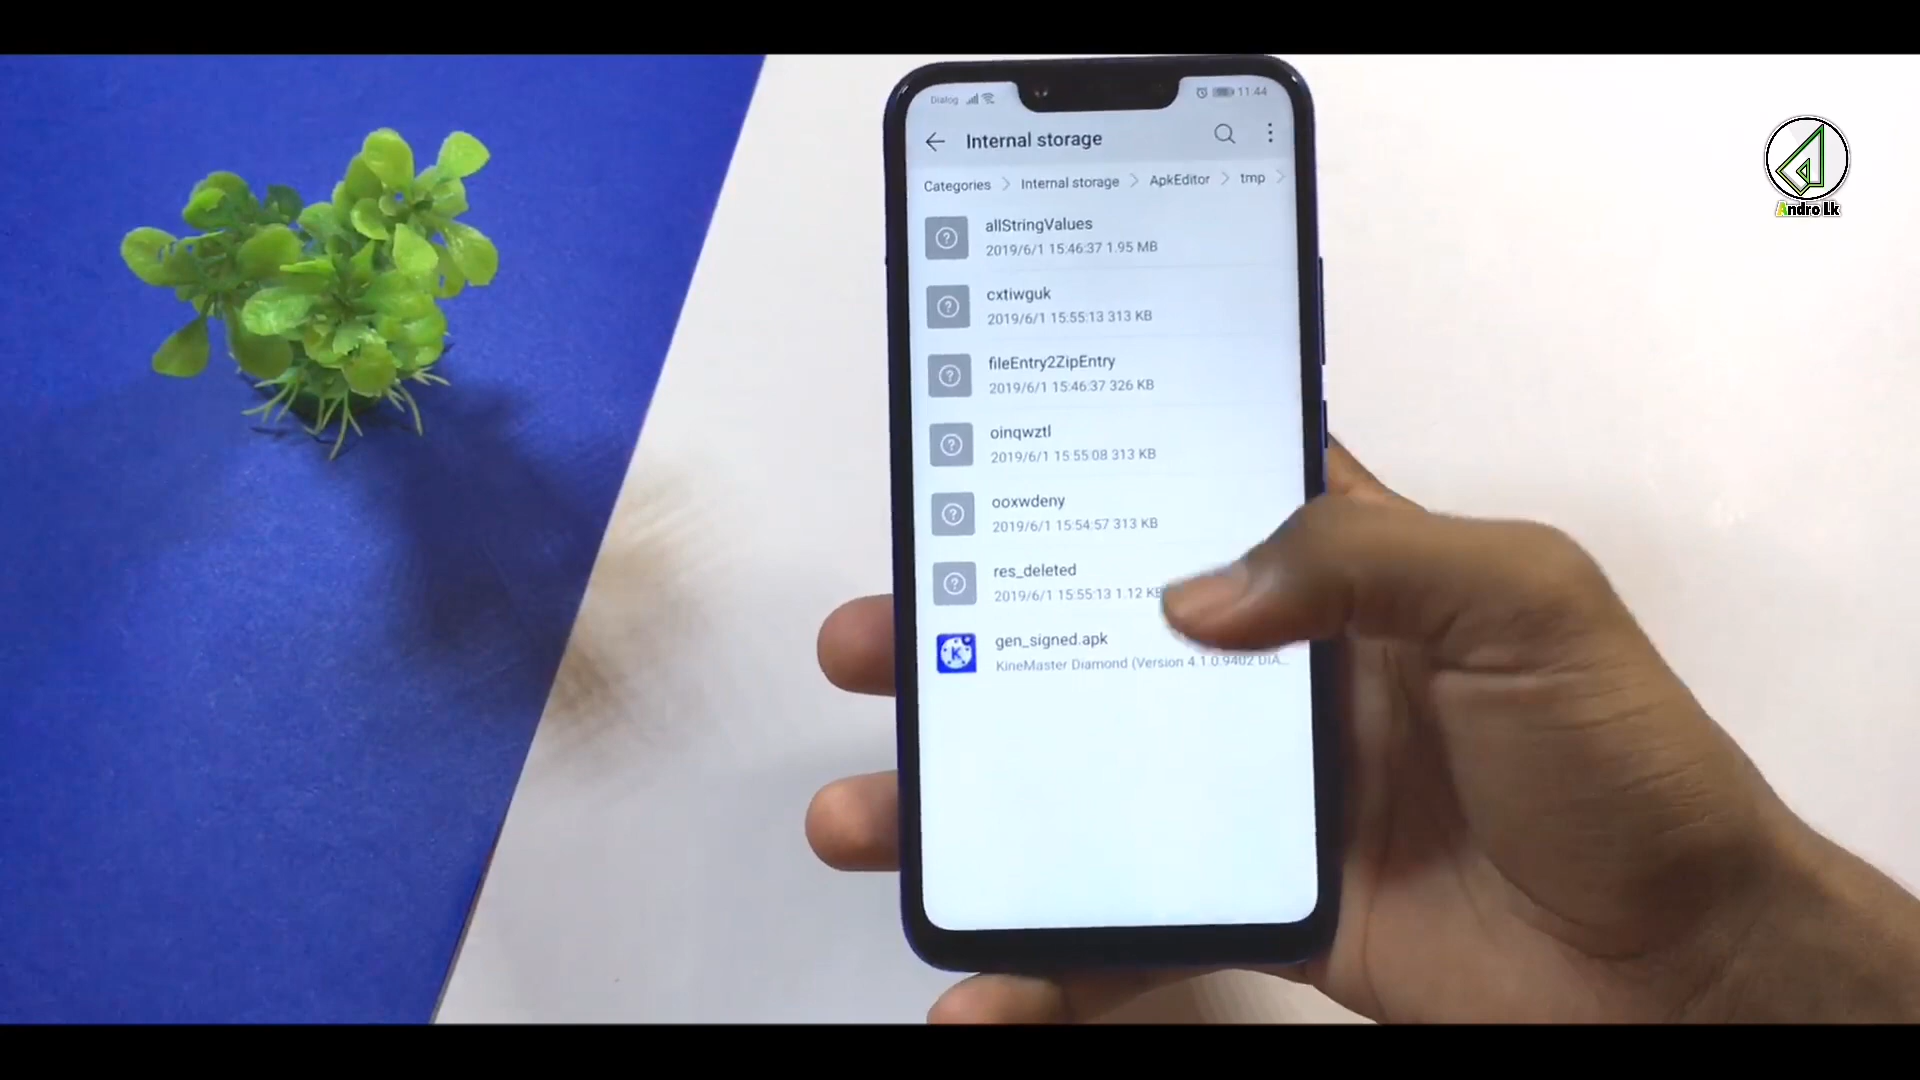 Dialog 11:44
Internal storage
Categories Internal storage ApkEditor tmp
allStringValues
2019/6/1 15:46:37 1.95 MB
cxtiwguk
2019/6/1 15:55:13 313 KB
fileEntry2ZipEntry
2019/6/1 15:46:37 326 KB
oinqwztl
2019/6/1 15:55:08 313 KB
ooxwdeny
2019/6/1 15:54:57 313 KB
res_deleted
2019/6/1 15:55:13 1.12 KB
K gen_signed.apk
KineMaster Diamond (Version 4.1.0.9402 DIA...
Andro Lk